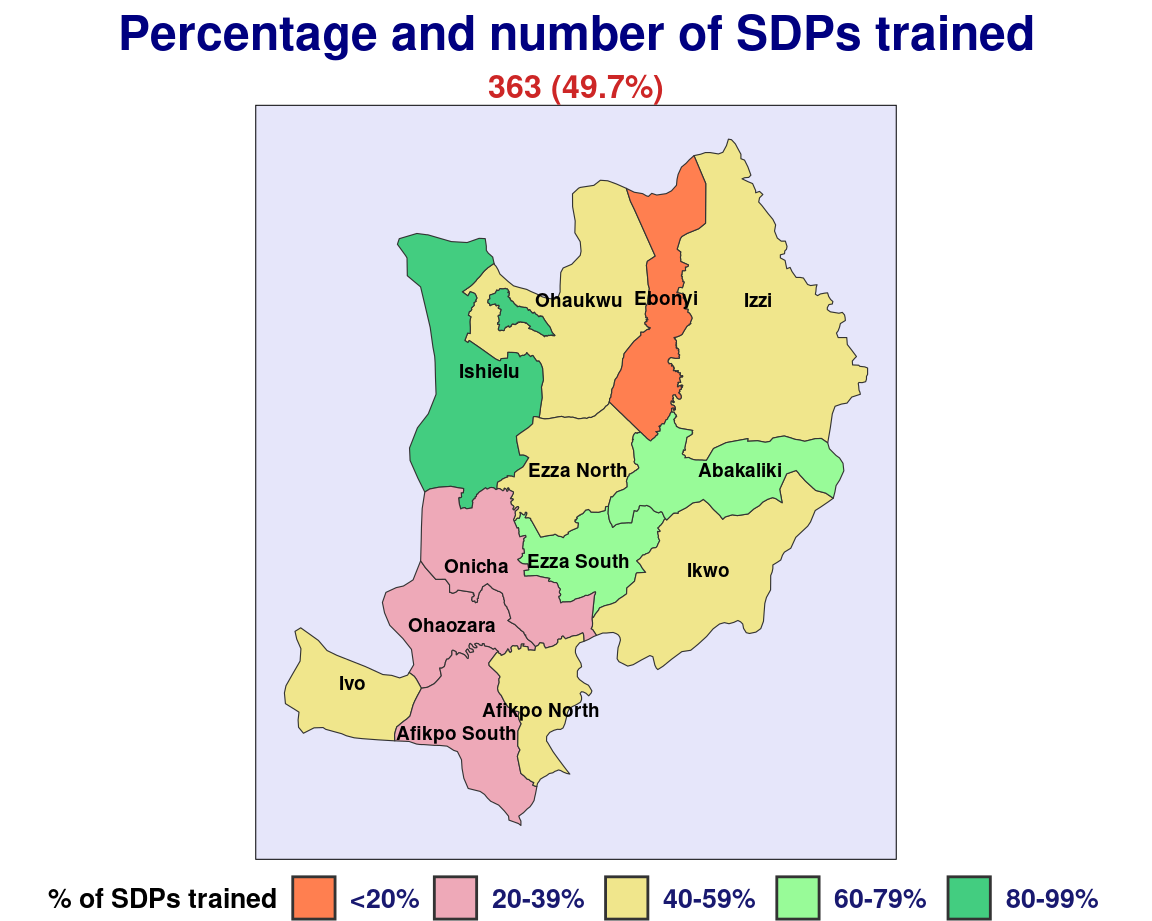 Percentage and number of SDPs trained
363 (49.7%)
Ohaukwu
Ebonyi
Izzi
Ishielu
Ezza North
Abakaliki
Ezza South
Onicha
Ikwo
Ohaozara
Ivo
Afikpo North
Afikpo South
% of SDPs trained <20% 20-39% 40-59% 60-79% 80-99%